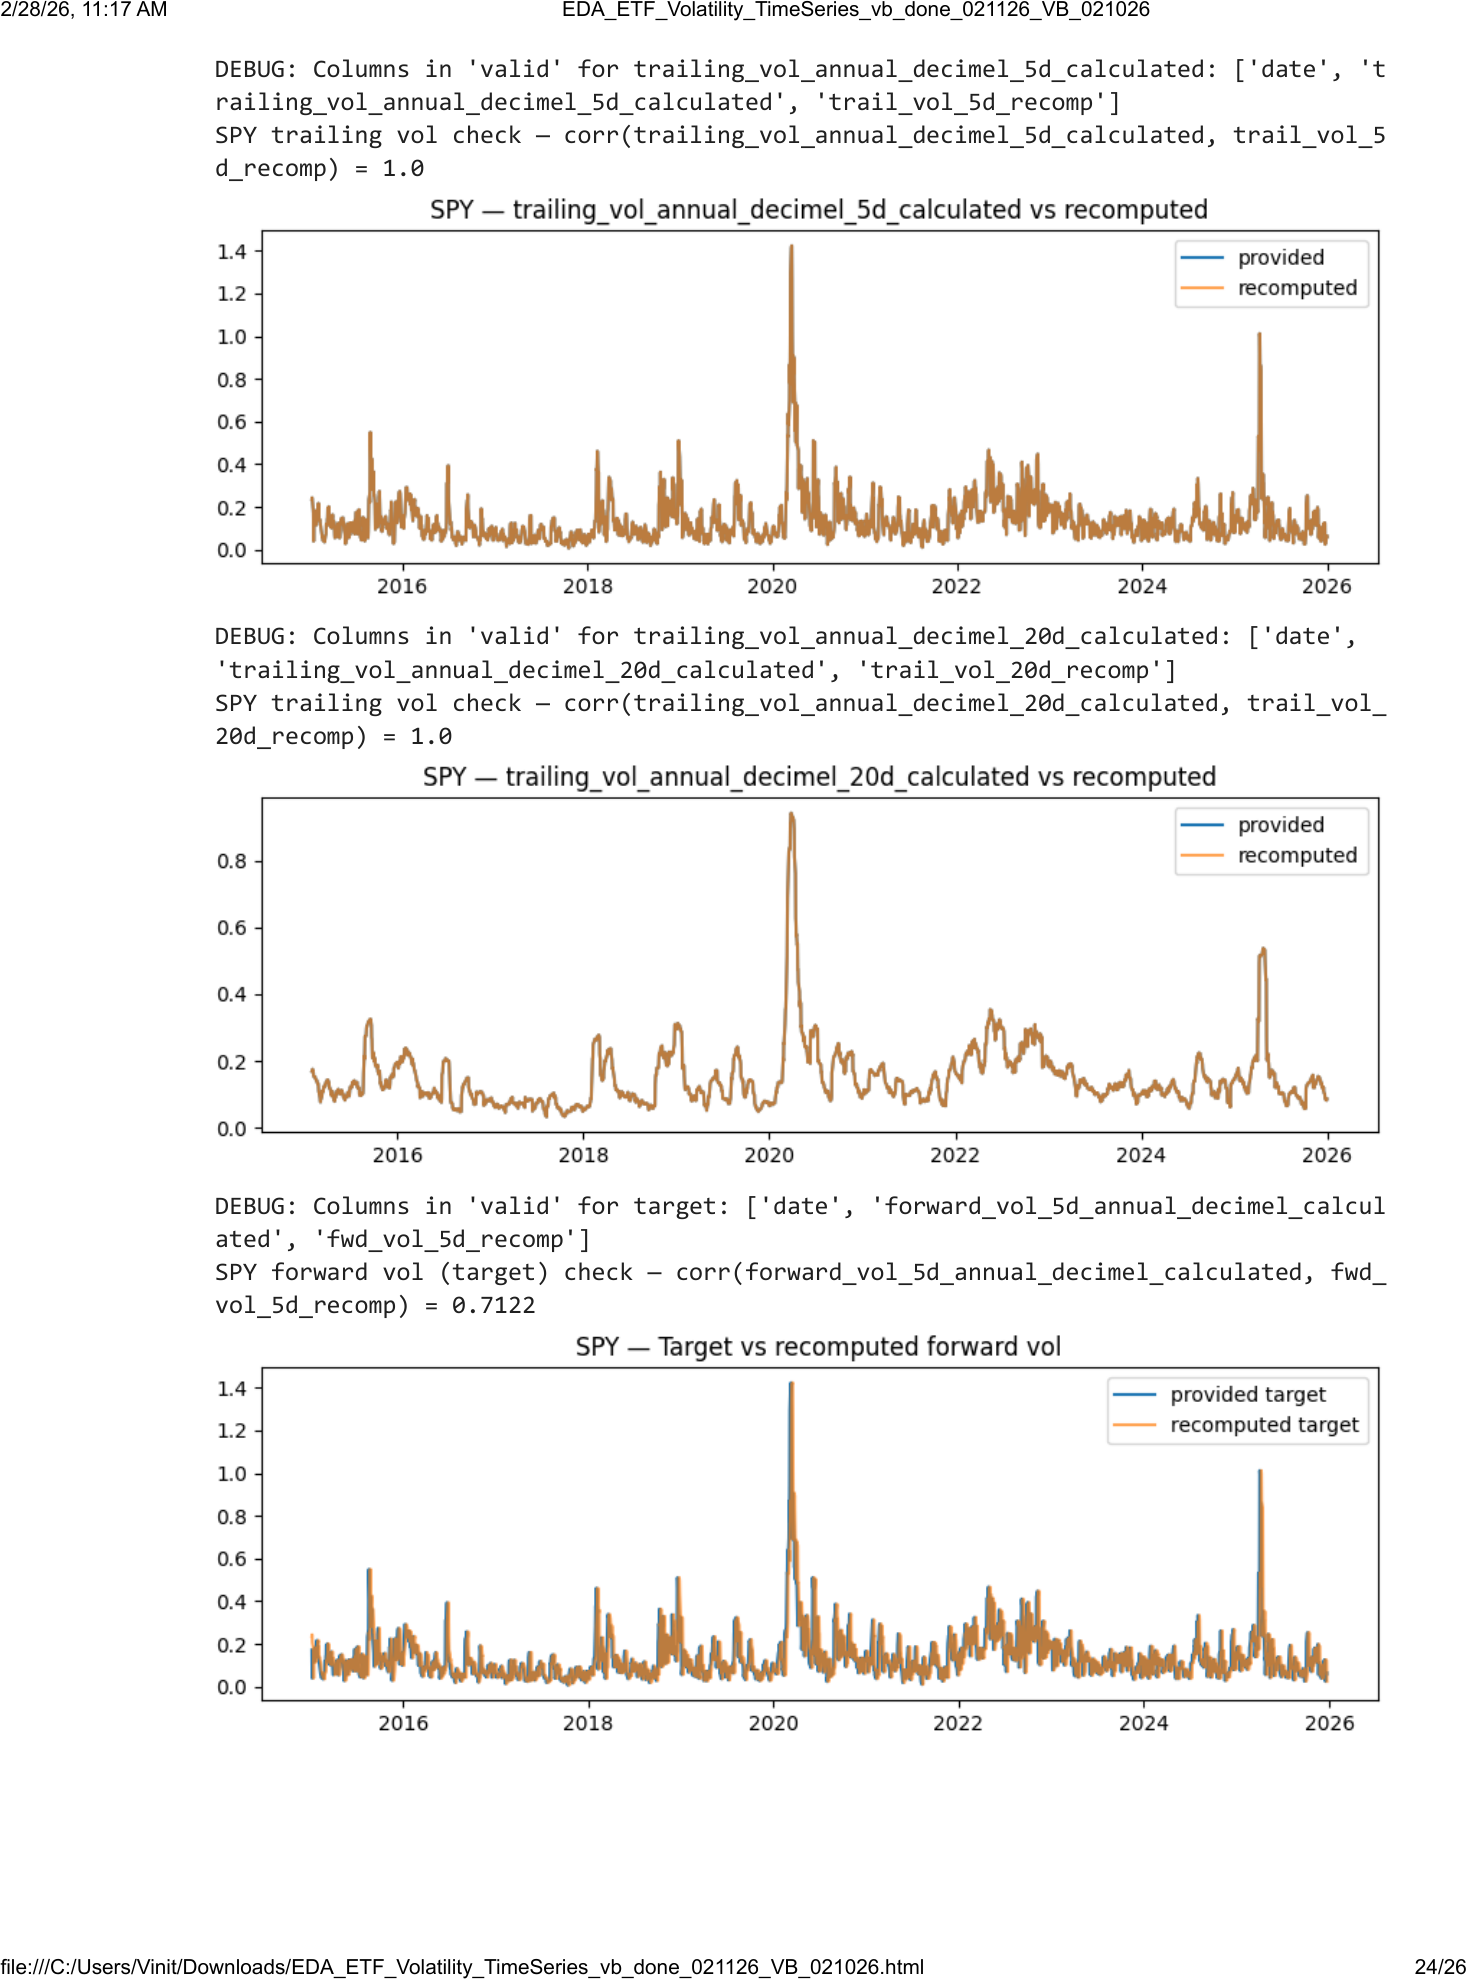 2/28/26, 11:17 AM
EDA_ETF_Volatility_TimeSeries_vb_done_021126_VB_021026
DEBUG: Columns in 'valid' for trailing_vol_annual_decimel_5d_calculated: ['date', 't
railing_vol_annual_decimel_5d_calculated', 'trail_vol_5d_recomp']
SPY trailing vol check — corr(trailing_vol_annual_decimel_5d_calculated, trail_vol_5
d_recomp) = 1.0
SPY — trailing_vol_annual_decimel_5d_calculated vs recomputed
provided
recomputed
1.4
1.2
1.0
0.8
0.6
0.4
0.2
0.0
2016 2018 2020 2022 2024 2026
DEBUG: Columns in 'valid' for trailing_vol_annual_decimel_20d_calculated: ['date',
'trailing_vol_annual_decimel_20d_calculated', 'trail_vol_20d_recomp']
SPY trailing vol check — corr(trailing_vol_annual_decimel_20d_calculated, trail_vol_
20d_recomp) = 1.0
SPY — trailing_vol_annual_decimel_20d_calculated vs recomputed
provided
recomputed
0.8
0.6
0.4
0.2
0.0
2016 2018 2020 2022 2024 2026
DEBUG: Columns in 'valid' for target: ['date', 'forward_vol_5d_annual_decimel_calcul
ated', 'fwd_vol_5d_recomp']
SPY forward vol (target) check — corr(forward_vol_5d_annual_decimel_calculated, fwd_
vol_5d_recomp) = 0.7122
SPY — Target vs recomputed forward vol
provided target
recomputed target
1.4
1.2
1.0
0.8
0.6
0.4
0.2
0.0
2016 2018 2020 2022 2024 2026
file:///C:/Users/Vinit/Downloads/EDA_ETF_Volatility_TimeSeries_vb_done_021126_VB_021026.html
24/26